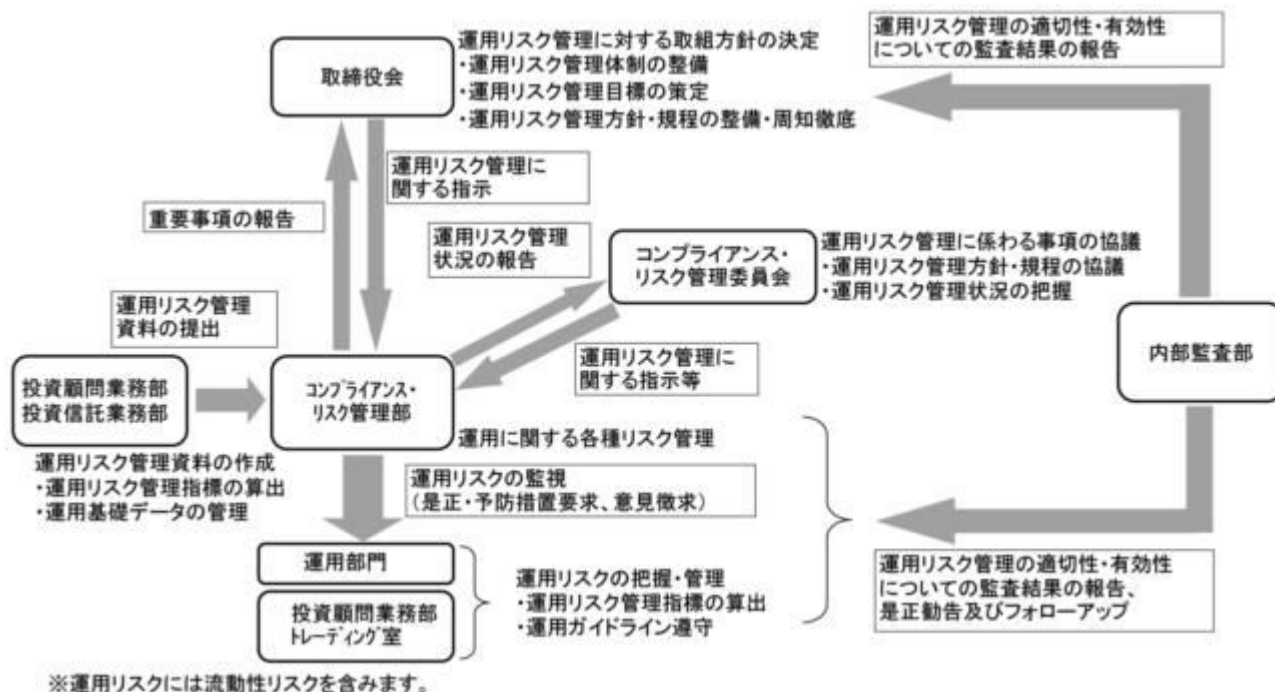 取締役会
運用リスク管理に対する取組方針の決定
・運用リスク管理体制の整備
・運用リスク管理目標の策定
・運用リスク管理方針・規程の整備・周知徹底
運用リスク管理の適切性・有効性
についての監査結果の報告
運用リスク管理に
関する指示
重要事項の報告
運用リスク管理
状況の報告
コンプライアンス・
リスク管理委員会
運用リスク管理に係わる事項の協議
・運用リスク管理方針・規程の協議
・運用リスク管理状況の把握
運用リスク管理
資料の提出
運用リスク管理に
関する指示等
内部監査部
投資顧問業務部
投資信託業務部
コンプライアンス・
リスク管理部
運用に関する各種リスク管理
運用リスク管理資料の作成
・運用リスク管理指標の算出
・運用基礎データの管理
運用リスクの監視
(是正・予防措置要求、意見徴求)
運用部門
投資顧問業務部
トレーディング室
運用リスクの把握・管理
・運用リスク管理指標の算出
・運用ガイドライン遵守
運用リスク管理の適切性・有効性
についての監査結果の報告、
是正勧告及びフォローアップ
※運用リスクには流動性リスクを含みます。